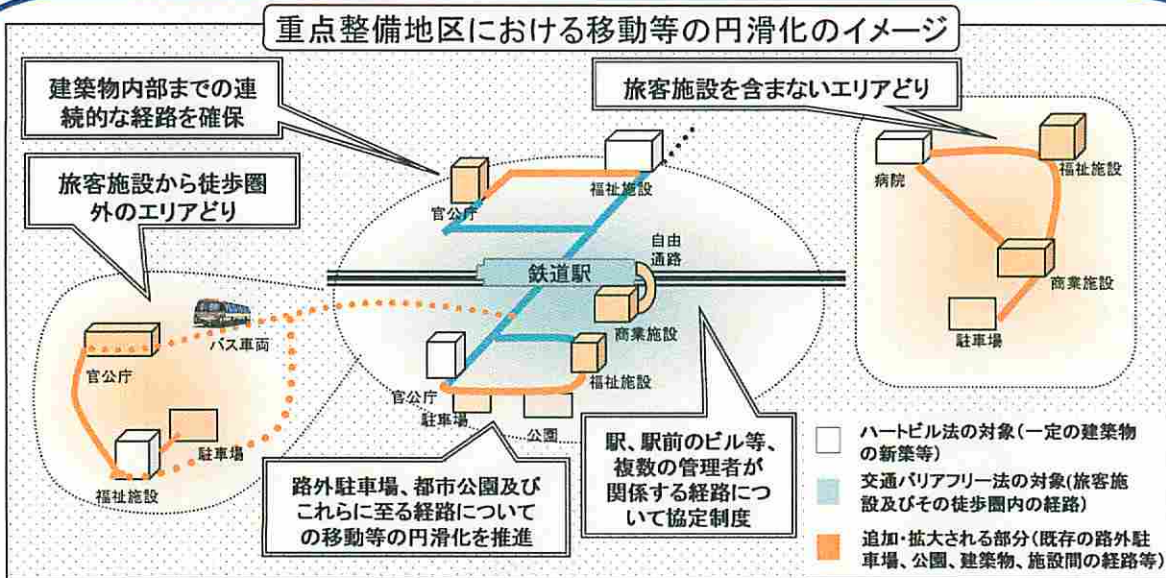 重点整備地区における移動等の円滑化のイメージ
建築物内部までの連
続的な経路を確保
旅客施設を含まないエリアどり
旅客施設から徒歩圏
外のエリアどり
官公庁
福祉施設
病院
福祉施設
自由
通路
鉄道駅
商業施設
商業施設
駐車場
バス車両
官公庁
駐車場
福祉施設
官公庁
駐車場
公園
福祉施設
路外駐車場、都市公園及び
これらに至る経路について
の移動等の円滑化を推進
駅、駅前のビル等、
複数の管理者が
関係する経路につ
いて協定制度
ハートビル法の対象(一定の建築物
の新築等)
交通バリアフリー法の対象(旅客施
設及びその徒歩圏内の経路)
追加・拡大される部分(既存の路外駐
車場、公園、建築物、施設間の経路等)